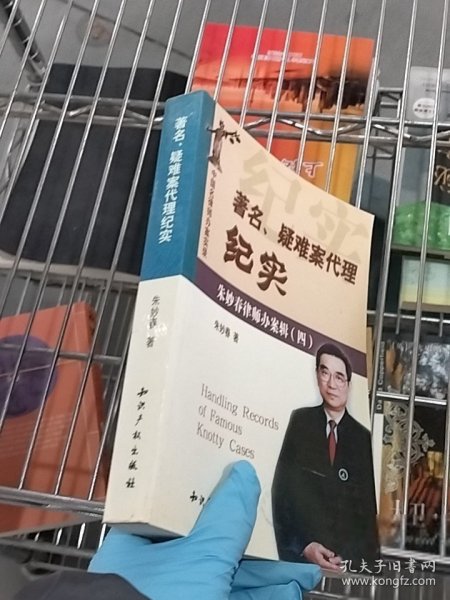 著名、疑难案代理纪实
朱妙春 著
知识产权出版社
中国名律师办案实录
纪实
著名、疑难案代理
纪实
朱妙春律师办案辑（四）
朱妙春 著
Handling Records
of Famous
Knotty Cases
孔夫子旧书网
www.kongfz.com